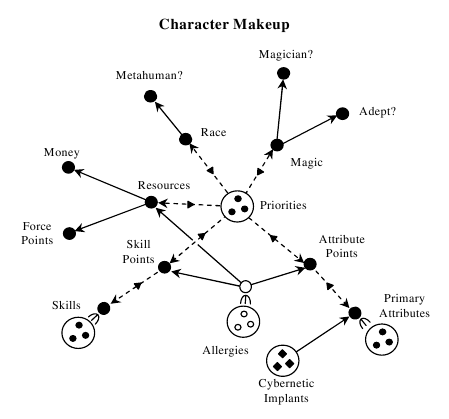 Character Makeup
Magician?
Metahuman?
Adept?
Race
Money
Magic
Resources
Priorities
Force
Points
Skill
Points
Attribute
Points
Skills
Primary
Attributes
Allergies
Cybernetic
Implants